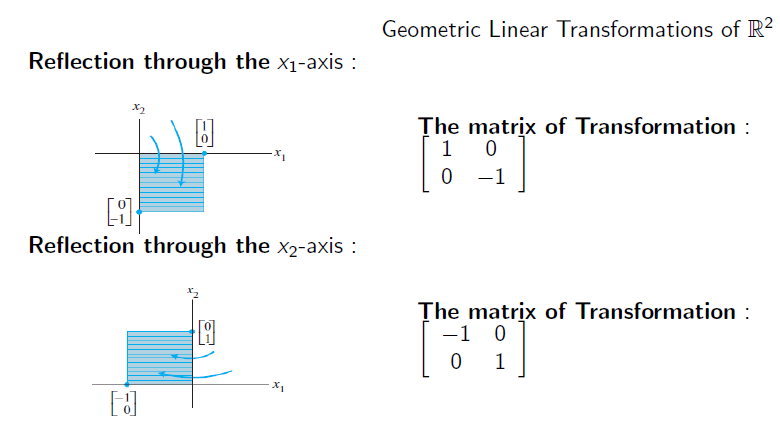 Geometric Linear Transformations of ℝ²
Reflection through the x₁-axis :
x₂
[1
0]
x₁
[0
−1]
The matrix of Transformation :
[1 0
0 −1]
Reflection through the x₂-axis :
x₂
[0
1]
x₁
[−1
0]
The matrix of Transformation :
[−1 0
0 1]